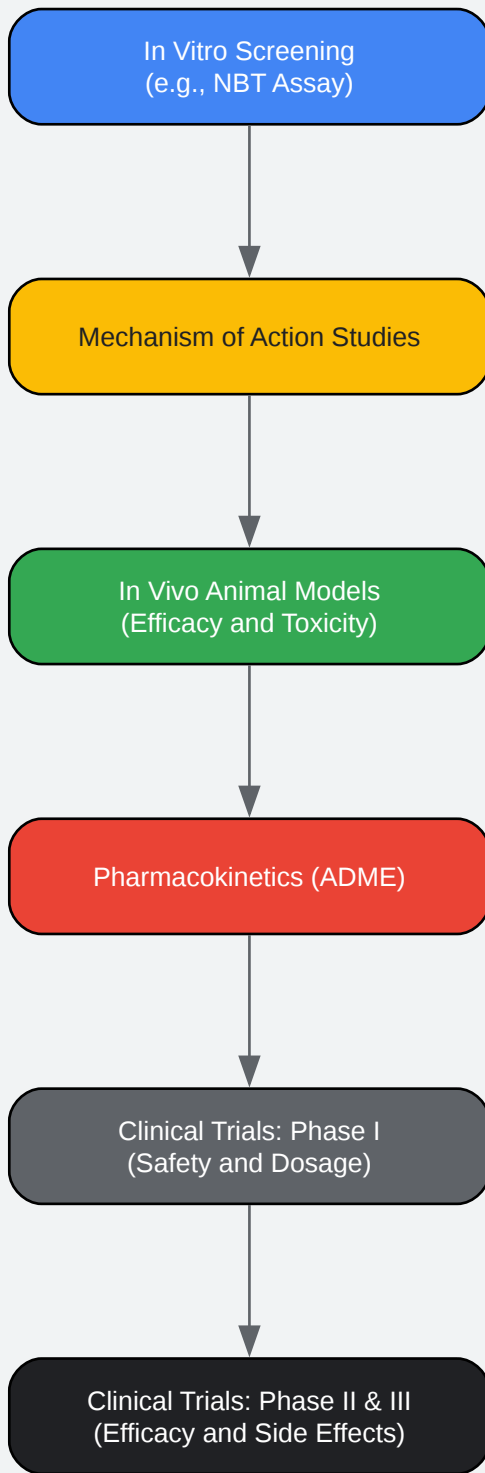 In Vitro Screening
(e.g., NBT Assay)
Mechanism of Action Studies
In Vivo Animal Models
(Efficacy and Toxicity)
Pharmacokinetics (ADME)
Clinical Trials: Phase I
(Safety and Dosage)
Clinical Trials: Phase II & III
(Efficacy and Side Effects)